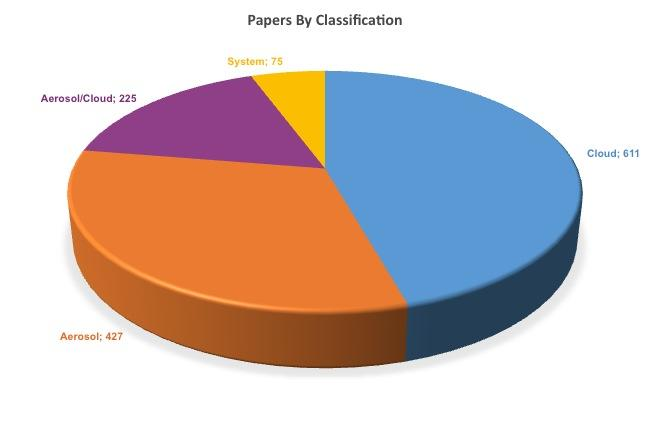 Papers By Classification
System; 75
Aerosol/Cloud; 225
Cloud; 611
Aerosol; 427